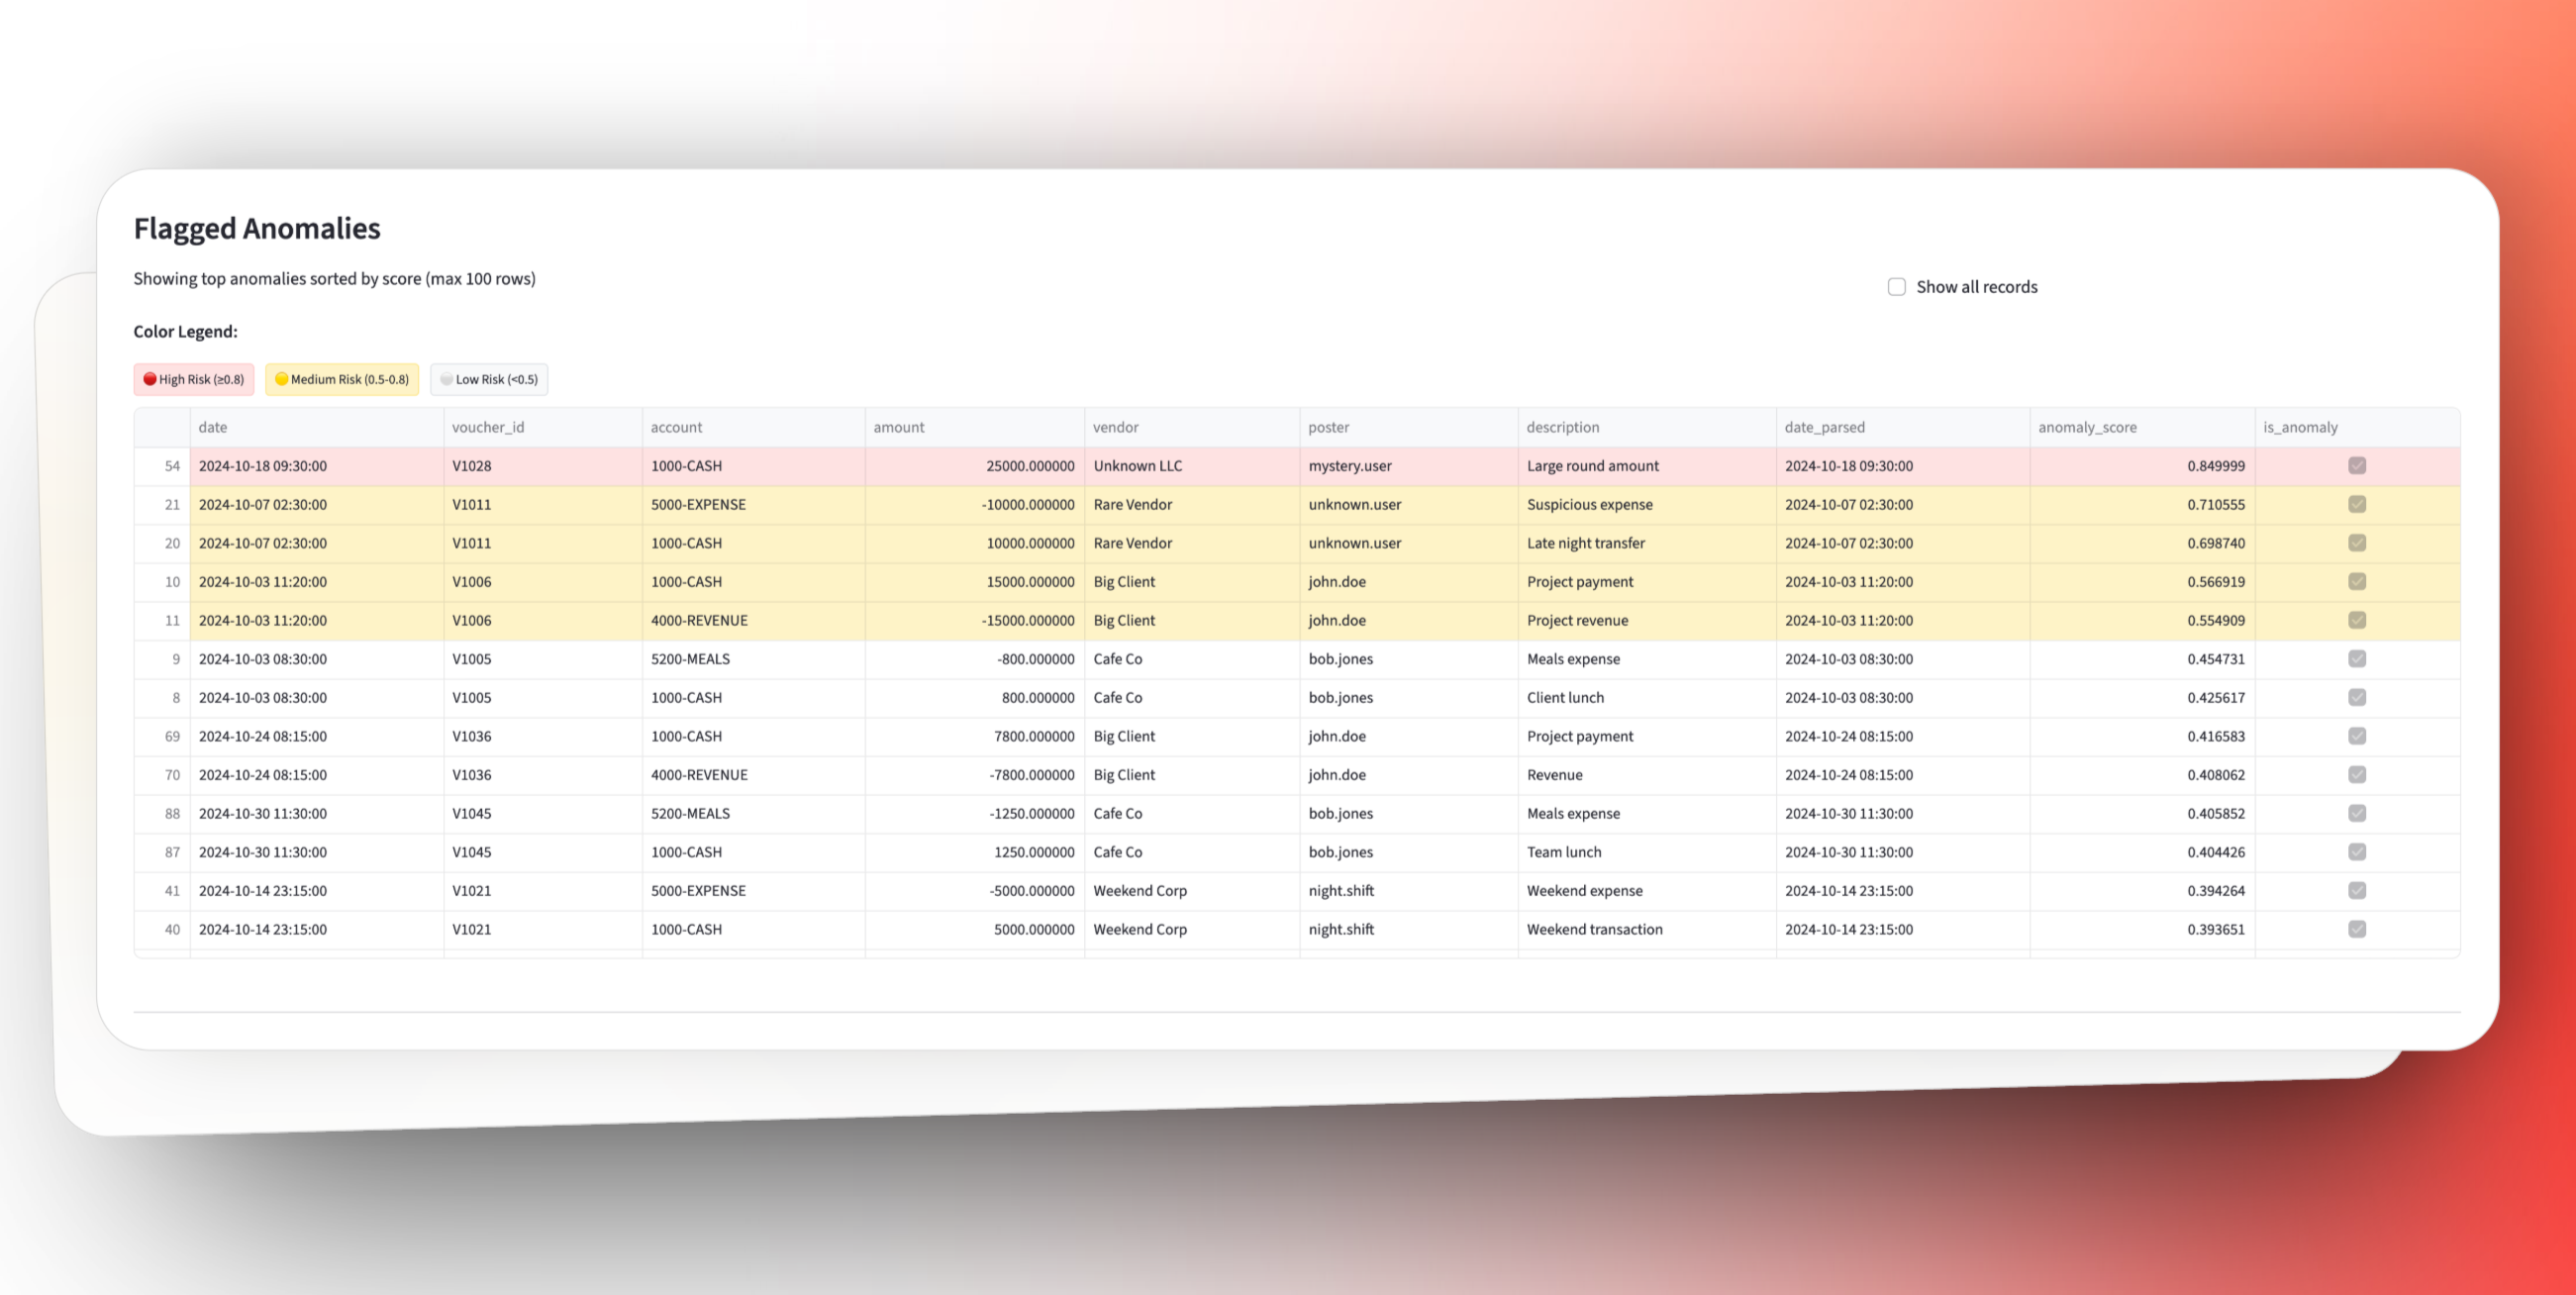 Flagged Anomalies
Showing top anomalies sorted by score (max 100 rows)
Show all records
Color Legend:
High Risk (≥0.8) Medium Risk (0.5-0.8) Low Risk (<0.5)
date voucher_id account amount vendor poster description date_parsed anomaly_score is_anomaly
54 2024-10-18 09:30:00 V1028 1000-CASH 25000.000000 Unknown LLC mystery.user Large round amount 2024-10-18 09:30:00 0.849999
21 2024-10-07 02:30:00 V1011 5000-EXPENSE -10000.000000 Rare Vendor unknown.user Suspicious expense 2024-10-07 02:30:00 0.710555
20 2024-10-07 02:30:00 V1011 1000-CASH 10000.000000 Rare Vendor unknown.user Late night transfer 2024-10-07 02:30:00 0.698740
10 2024-10-03 11:20:00 V1006 1000-CASH 15000.000000 Big Client john.doe Project payment 2024-10-03 11:20:00 0.566919
11 2024-10-03 11:20:00 V1006 4000-REVENUE -15000.000000 Big Client john.doe Project revenue 2024-10-03 11:20:00 0.554909
9 2024-10-03 08:30:00 V1005 5200-MEALS -800.000000 Cafe Co bob.jones Meals expense 2024-10-03 08:30:00 0.454731
8 2024-10-03 08:30:00 V1005 1000-CASH 800.000000 Cafe Co bob.jones Client lunch 2024-10-03 08:30:00 0.425617
69 2024-10-24 08:15:00 V1036 1000-CASH 7800.000000 Big Client john.doe Project payment 2024-10-24 08:15:00 0.416583
70 2024-10-24 08:15:00 V1036 4000-REVENUE -7800.000000 Big Client john.doe Revenue 2024-10-24 08:15:00 0.408062
88 2024-10-30 11:30:00 V1045 5200-MEALS -1250.000000 Cafe Co bob.jones Meals expense 2024-10-30 11:30:00 0.405852
87 2024-10-30 11:30:00 V1045 1000-CASH 1250.000000 Cafe Co bob.jones Team lunch 2024-10-30 11:30:00 0.404426
41 2024-10-14 23:15:00 V1021 5000-EXPENSE -5000.000000 Weekend Corp night.shift Weekend expense 2024-10-14 23:15:00 0.394264
40 2024-10-14 23:15:00 V1021 1000-CASH 5000.000000 Weekend Corp night.shift Weekend transaction 2024-10-14 23:15:00 0.393651